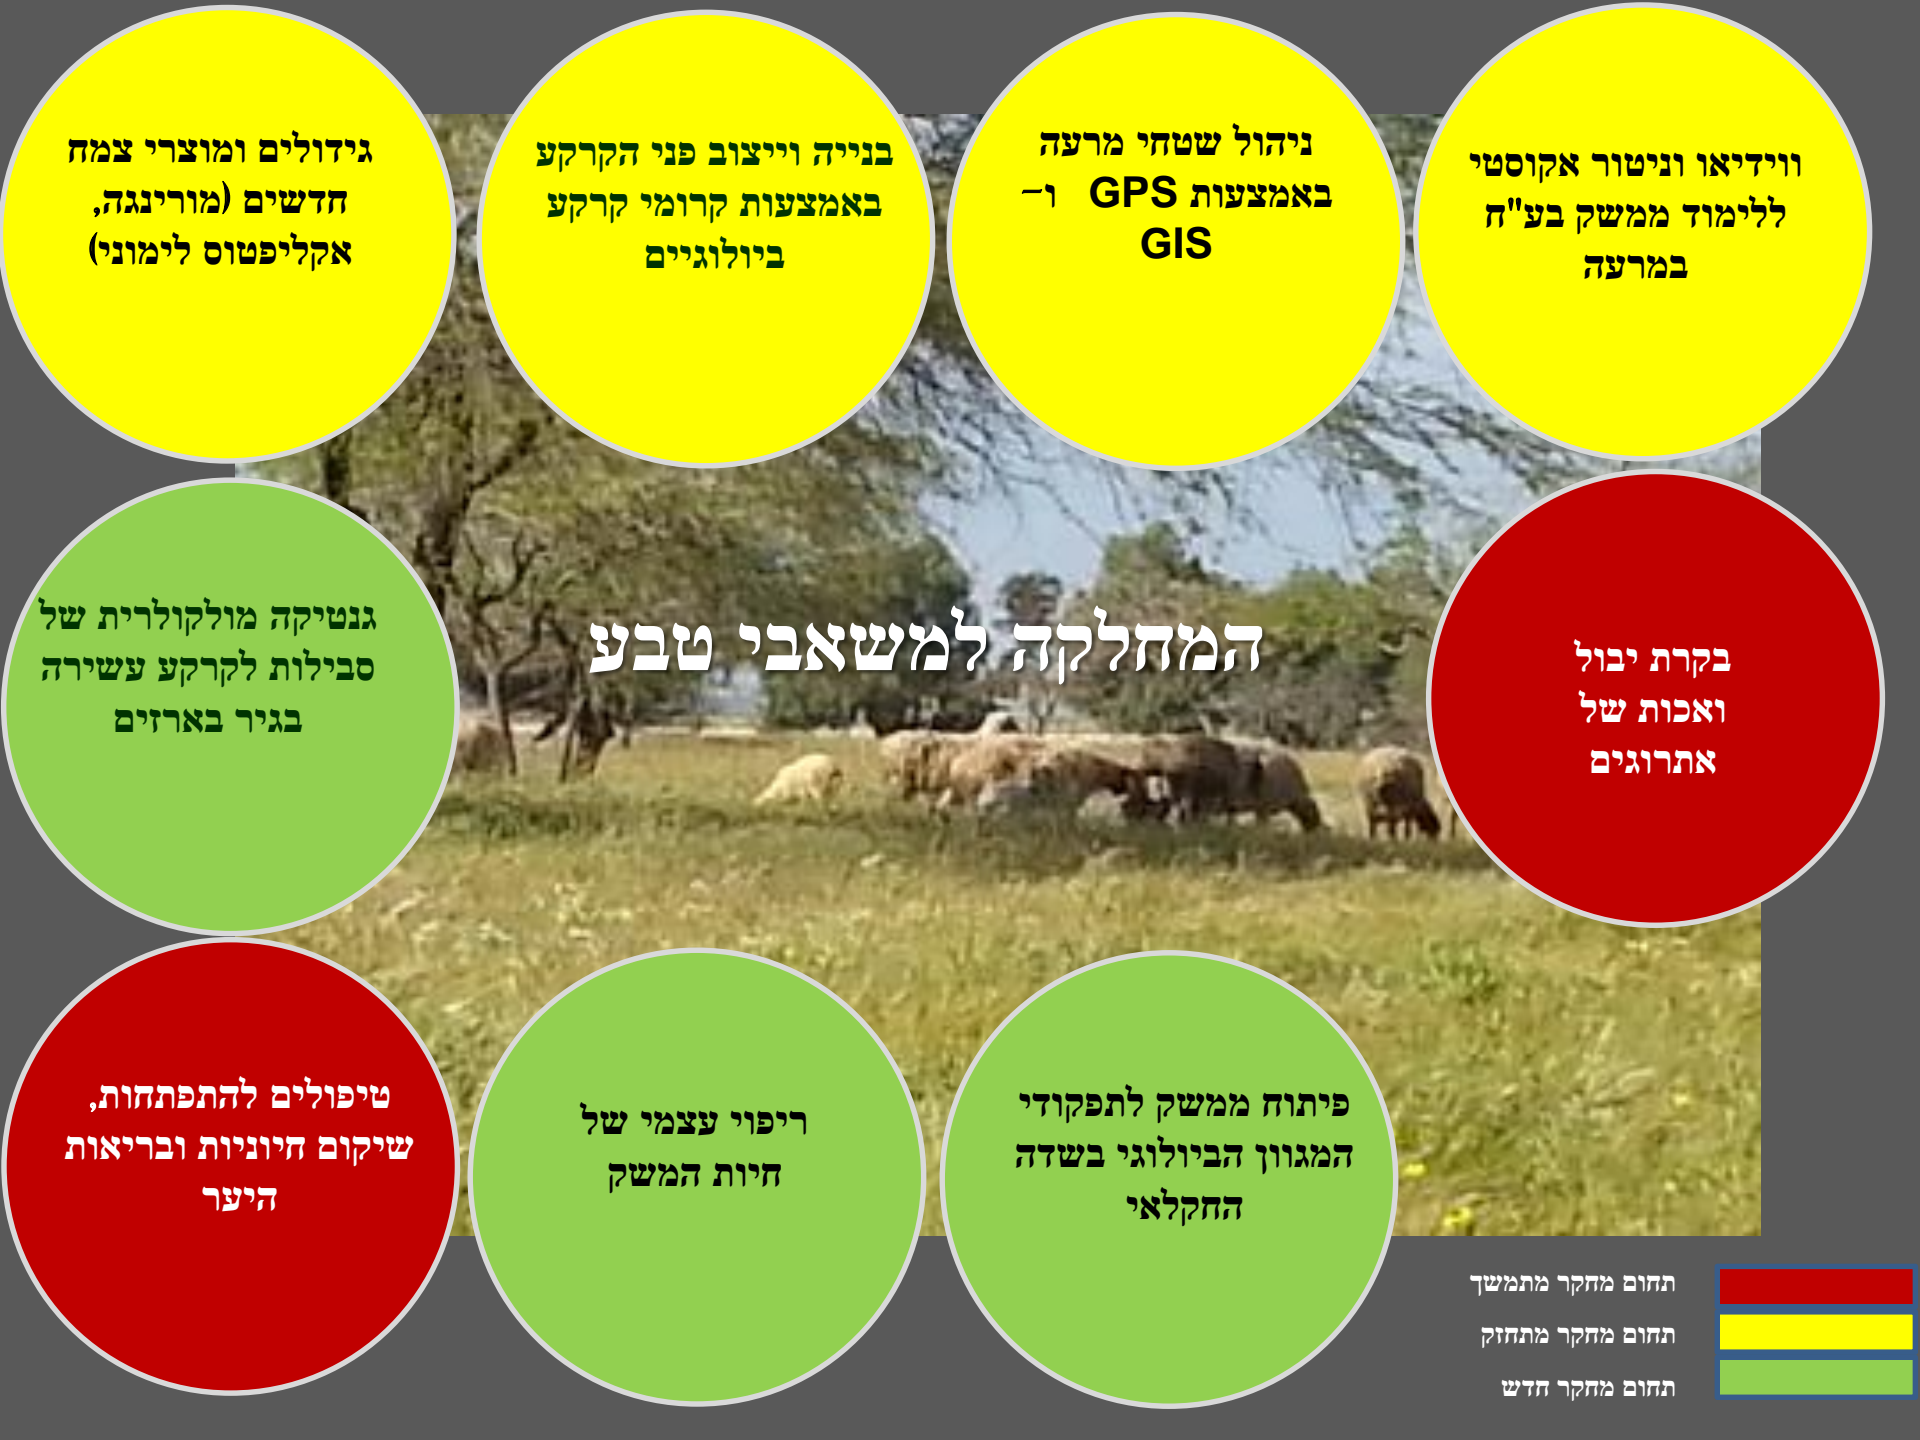 ווידיאו וניטור אקוסטי
ללימוד ממשק בע"ח
במרעה
ניהול שטחי מרעה
באמצעות GPS ו–
GIS
בנייה וייצוב פני הקרקע
באמצעות קרומי קרקע
ביולוגיים
גידולים ומוצרי צמח
חדשים (מורינגה,
אקליפטוס לימוני)
בקרת יבול
ואכות של
אתרוגים
המחלקה למשאבי טבע
גנטיקה מולקולרית של
סבילות לקרקע עשירה
בגיר בארזים
פיתוח ממשק לתפקודי
המגוון הביולוגי בשדה
החקלאי
ריפוי עצמי של
חיות המשק
טיפולים להתפתחות,
שיקום חיוניות ובריאות
היער
תחום מחקר מתמשך
תחום מחקר מתחזק
תחום מחקר חדש